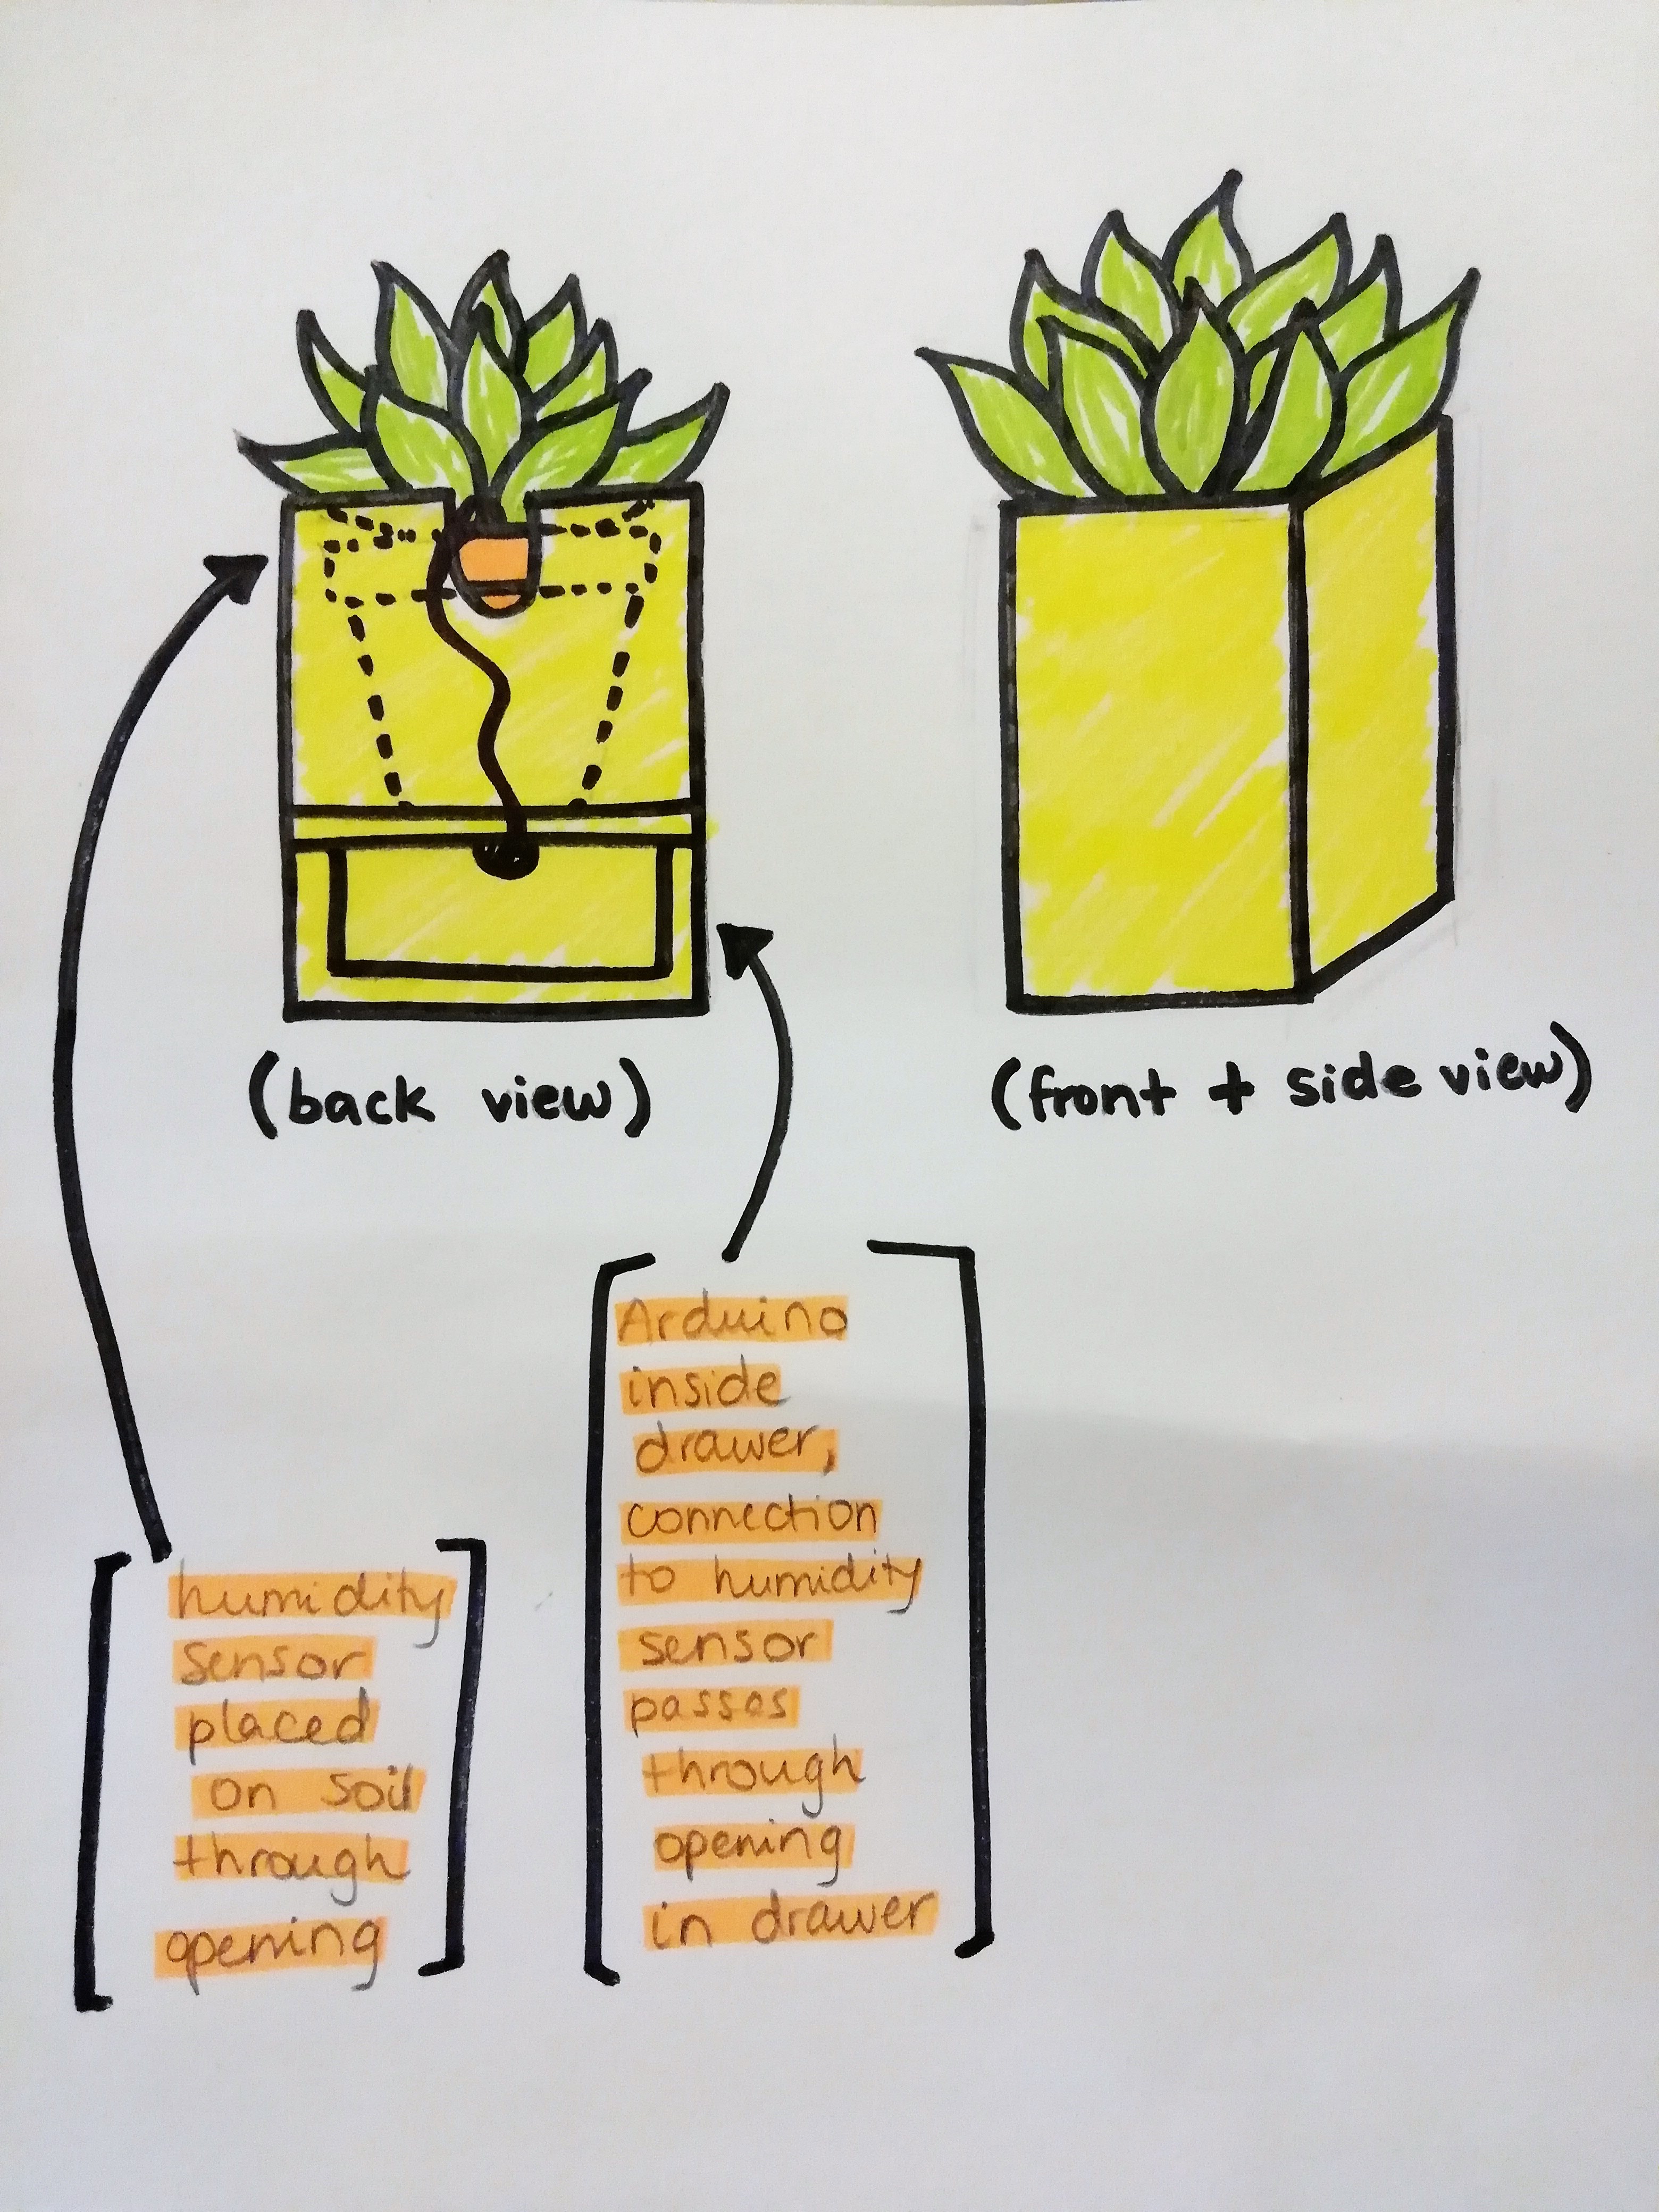 (back view)
(front + side view)
humidity
sensor
placed
on soil
through
opening
Arduino
inside
drawer,
connection
to humidity
sensor
passes
through
opening
in drawer